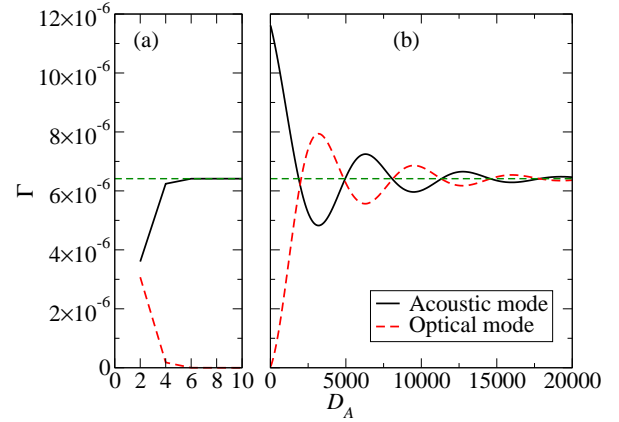 (a) (b)
12×10⁻⁶
10×10⁻⁶
8×10⁻⁶
6×10⁻⁶
4×10⁻⁶
2×10⁻⁶
0
Γ
Acoustic mode
Optical mode
0 2 4 6 8 10 0 5000 10000 15000 20000
D_A